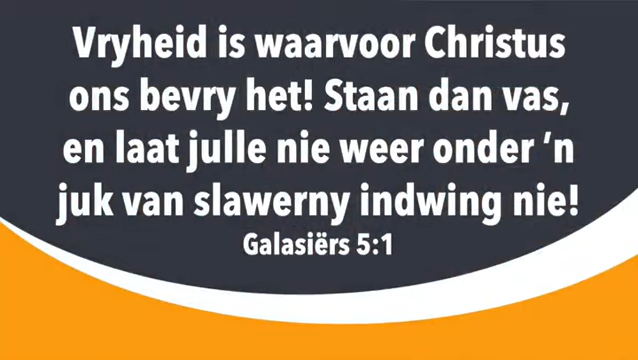 Vryheid is waarvoor Christus
ons bevry het! Staan dan vas,
en laat julle nie weer onder ’n
juk van slawerny indwing nie!
Galasiërs 5:1